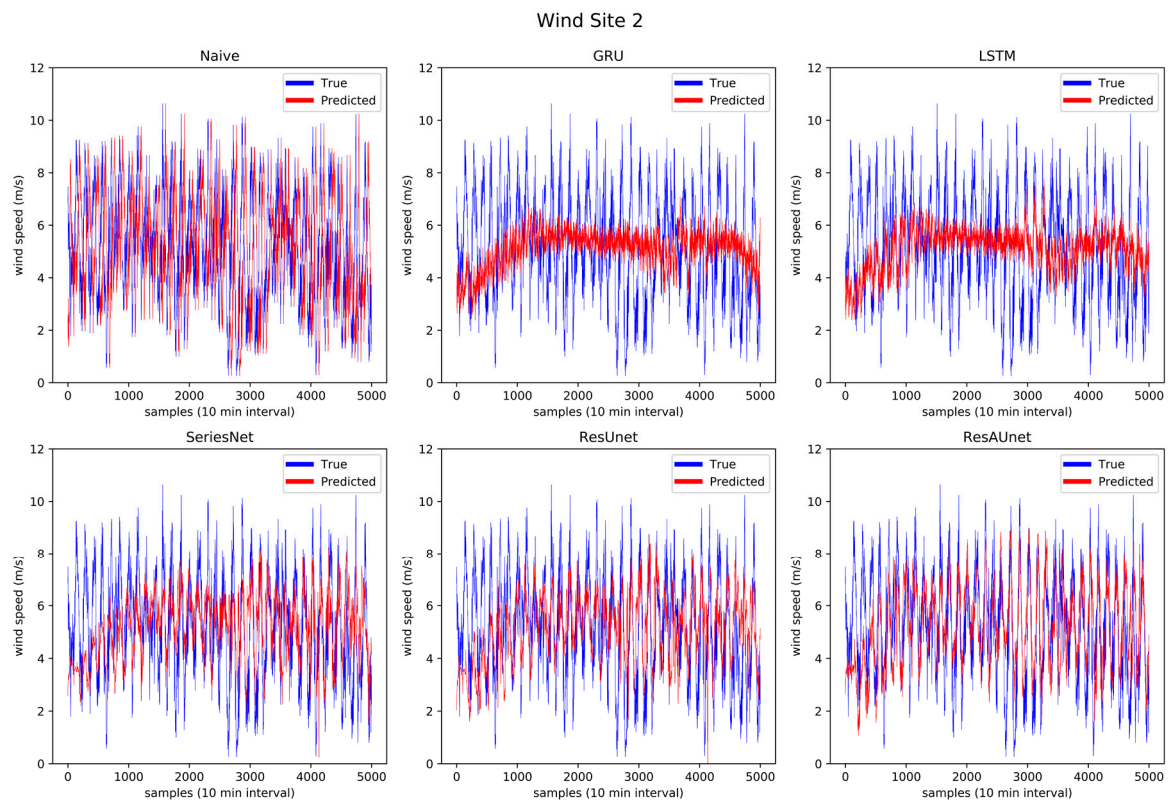 Wind Site 2
Naive
12
10
8
6
4
2
0
wind speed (m/s)
True
Predicted
0 1000 2000 3000 4000 5000
samples (10 min interval)
GRU
12
10
8
6
4
2
0
wind speed (m/s)
True
Predicted
0 1000 2000 3000 4000 5000
samples (10 min interval)
LSTM
12
10
8
6
4
2
0
wind speed (m/s)
True
Predicted
0 1000 2000 3000 4000 5000
samples (10 min interval)
SeriesNet
12
10
8
6
4
2
0
wind speed (m/s)
True
Predicted
0 1000 2000 3000 4000 5000
samples (10 min interval)
ResUnet
12
10
8
6
4
2
0
wind speed (m/s)
True
Predicted
0 1000 2000 3000 4000 5000
samples (10 min interval)
ResAUnet
12
10
8
6
4
2
0
wind speed (m/s)
True
Predicted
0 1000 2000 3000 4000 5000
samples (10 min interval)